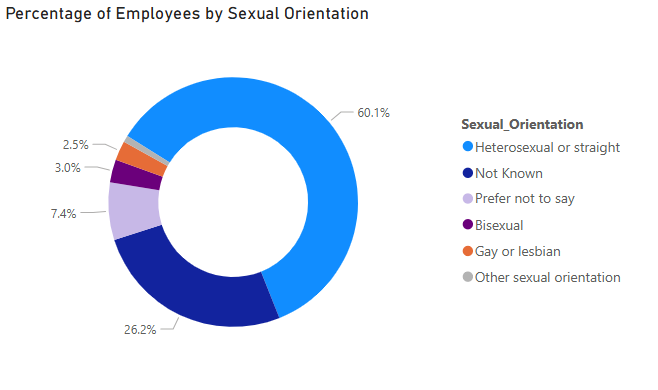 Percentage of Employees by Sexual Orientation
60.1%
2.5%
3.0%
7.4%
26.2%
Sexual_Orientation
Heterosexual or straight
Not Known
Prefer not to say
Bisexual
Gay or lesbian
Other sexual orientation